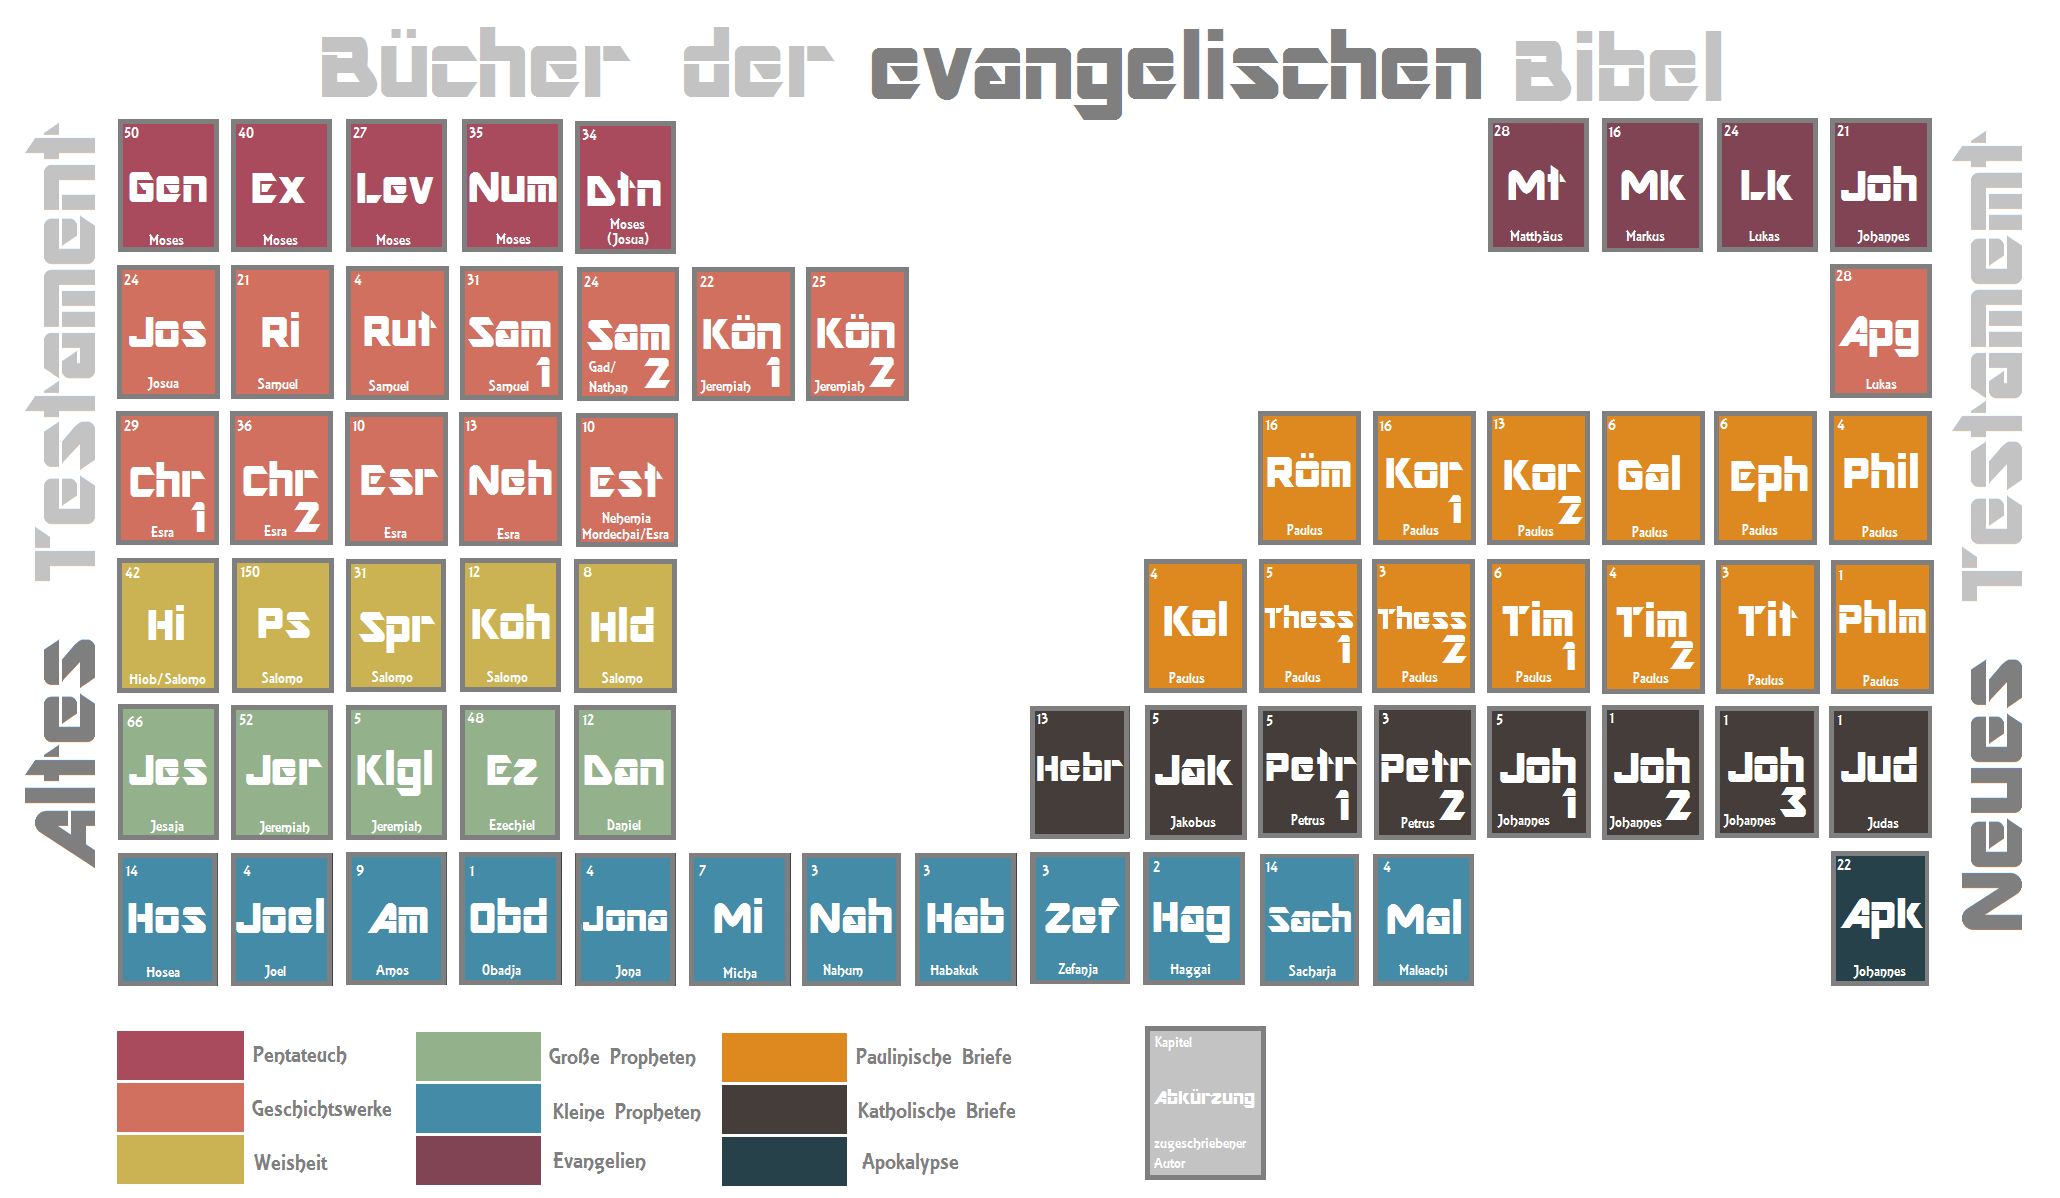 Bücher der evangelischen Bibel
Altes Testament
Neues Testament
50
Gen
Moses
40
Ex
Moses
27
Lev
Moses
35
Num
Moses
34
Dtn
Moses
(Josua)
28
Mt
Matthäus
16
Mk
Markus
24
Lk
Lukas
21
Joh
Johannes
24
Jos
Josua
21
Ri
Samuel
4
Rut
Samuel
31
Sam
1
Samuel
24
Sam
2
Gad/
Nathan
22
Kön
1
Jeremiah
25
Kön
2
Jeremiah
28
Apg
Lukas
29
Chr
1
Esra
36
Chr
2
Esra
10
Esr
Esra
13
Neh
Esra
10
Est
Nehemia
Mordechai/Esra
16
Röm
Paulus
16
Kor
1
Paulus
13
Kor
2
Paulus
6
Gal
Paulus
6
Eph
Paulus
4
Phil
Paulus
42
Hi
Hiob/Salomo
150
Ps
Salomo
31
Spr
Salomo
12
Koh
Salomo
8
Hld
Salomo
4
Kol
Paulus
5
Thess
1
Paulus
3
Thess
2
Paulus
6
Tim
1
Paulus
4
Tim
2
Paulus
3
Tit
Paulus
1
Phlm
Paulus
66
Jes
Jesaja
52
Jer
Jeremiah
5
Klgl
Jeremiah
48
Ez
Ezechiel
12
Dan
Daniel
13
Hebr
5
Jak
Jakobus
5
Petr
1
Petrus
3
Petr
2
Petrus
5
Joh
1
Johannes
1
Joh
2
Johannes
1
Joh
3
Johannes
1
Jud
Judas
14
Hos
Hosea
4
Joel
Joel
9
Am
Amos
1
Obd
Obadja
4
Jona
Jona
7
Mi
Micha
3
Nah
Nahum
3
Hab
Habakuk
3
Zef
Zefanja
2
Hag
Haggai
14
Sach
Sacharja
4
Mal
Maleachi
22
Apk
Johannes
Pentateuch
Geschichtswerke
Weisheit
Große Propheten
Kleine Propheten
Evangelien
Paulinische Briefe
Katholische Briefe
Apokalypse
Kapitel
Abkürzung
zugeschriebener
Autor